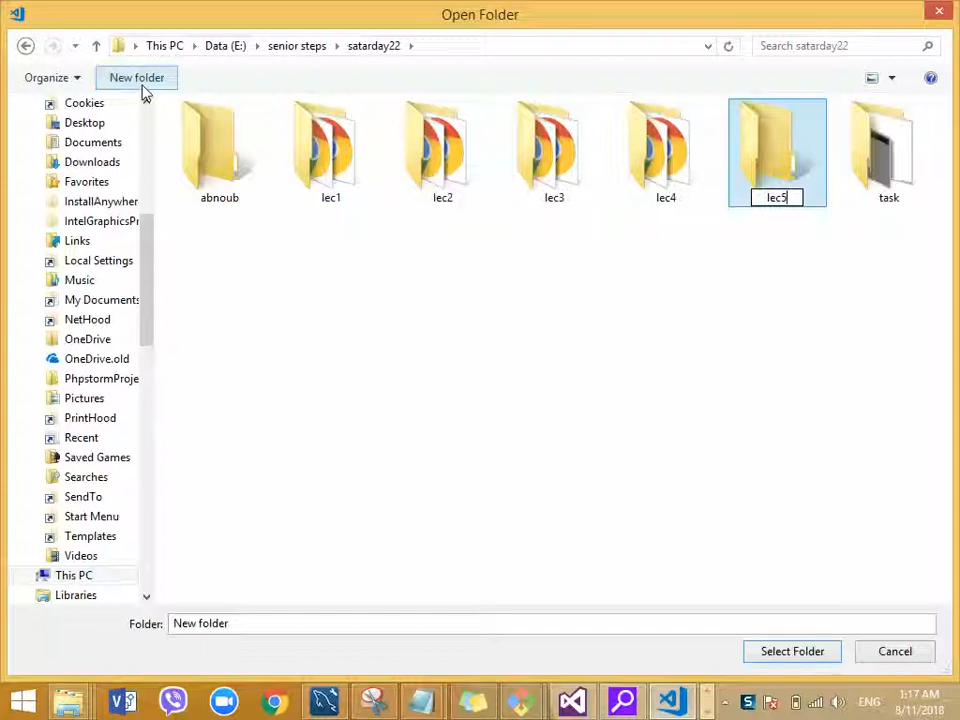 Open Folder
This PC Data (E:) senior steps satarday22
Search satarday22
Organize New folder
Cookies
Desktop
Documents
Downloads
Favorites
InstallAnywher
IntelGraphicsPr
Links
Local Settings
Music
My Documents
NetHood
OneDrive
OneDrive.old
PhpstormProje
Pictures
PrintHood
Recent
Saved Games
Searches
SendTo
Start Menu
Templates
Videos
This PC
Libraries
abnoub lec1 lec2 lec3 lec4 lec5 task
Folder: New folder
Select Folder Cancel
ENG
1:17 AM
8/11/2018